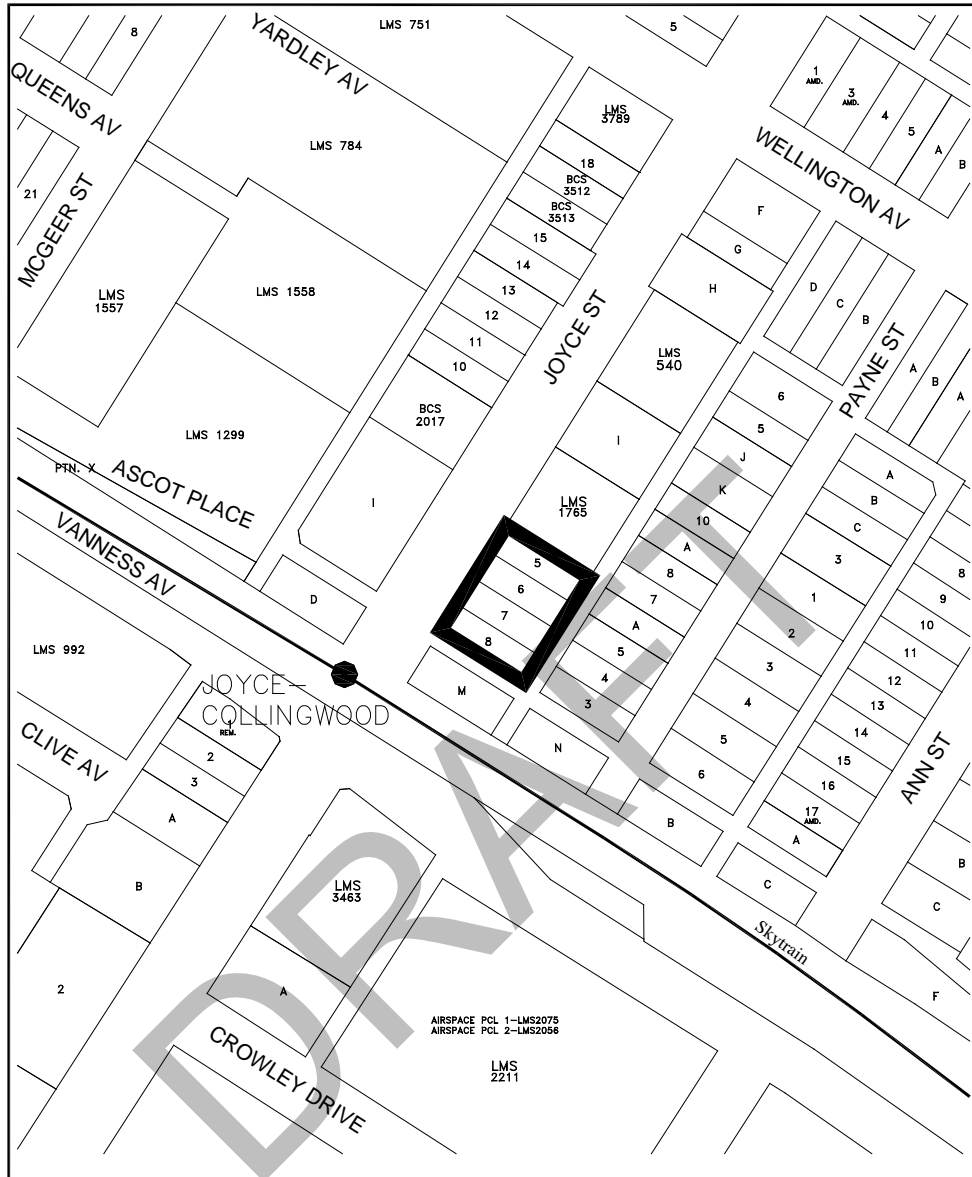 LMS 751
8
5
YARDLEY AV
QUEENS AV
1
AMD.
3
AMD.
4
5
A
B
LMS
3789
LMS 784
WELLINGTON AV
18
BCS
3512
BCS
3513
21
MCGEER ST
F
15
G
14
H
13
12
11
10
LMS
1557
LMS 1558
D
C
B
JOYCE ST
PAYNE ST
LMS
540
A
B
A
6
5
J
K
10
A
8
7
A
5
4
3
BCS
2017
LMS 1299
I
I
PTN. X
ASCOT PLACE
VANNESS AV
LMS
1765
A
B
C
3
1
2
3
4
5
6
5
6
7
8
D
8
9
10
11
12
13
14
15
16
17
AMD.
A
ANN ST
LMS 992
JOYCE-
COLLINGWOOD
M
N
B
C
CLIVE AV
1
REM.
2
3
A
B
2
LMS
3463
A
B
C
F
Skytrain
AIRSPACE PCL 1-LMS2075
AIRSPACE PCL 2-LMS2056
LMS
2211
CROWLEY DRIVE
DRAFT